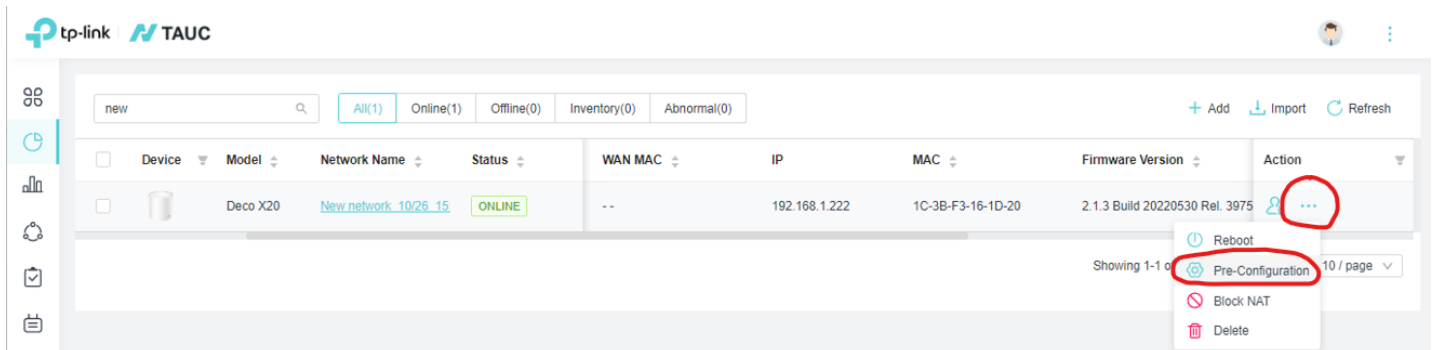 tp-link TAUC
new All(1) Online(1) Offline(0) Inventory(0) Abnormal(0) Add Import Refresh
Device Model Network Name Status WAN MAC IP MAC Firmware Version Action
Deco X20 New network_10/26_15 ONLINE -- 192.168.1.222 1C-3B-F3-16-1D-20 2.1.3 Build 20220530 Rel. 3975
Reboot
Showing 1-1 o Pre-Configuration 10 / page
Block NAT
Delete